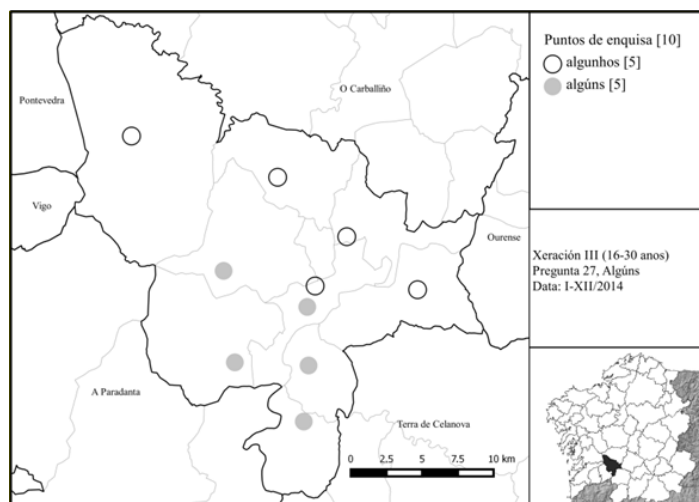 Pontevedra
O Carballiño
Vigo
Ourense
A Paradanta
Terra de Celanova
0 2.5 5 7.5 10 km
Puntos de enquisa [10]
algunhos [5]
algúns [5]
Xeración III (16-30 anos)
Pregunta 27, Algúns
Data: I-XII/2014